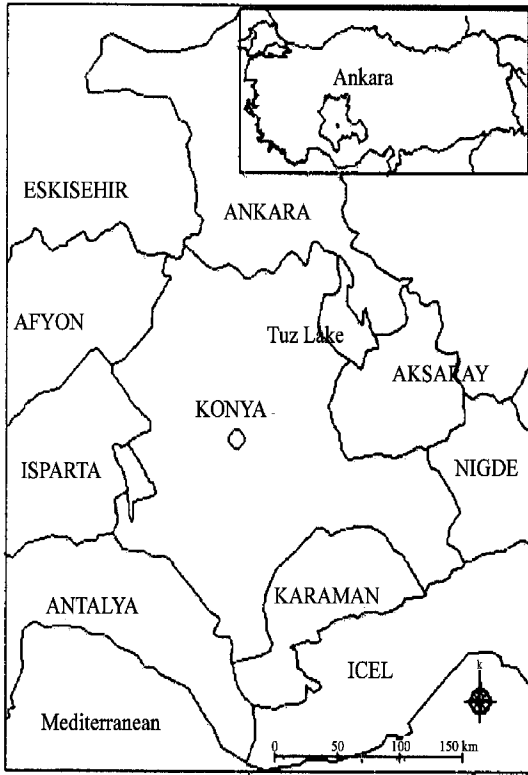 Ankara
ESKISEHIR
ANKARA
AFYON
Tuz Lake
AKSARAY
KONYA
ISPARTA
NIGDE
ANTALYA
KARAMAN
ICEL
k
Mediterranean
0 50 100 150 km